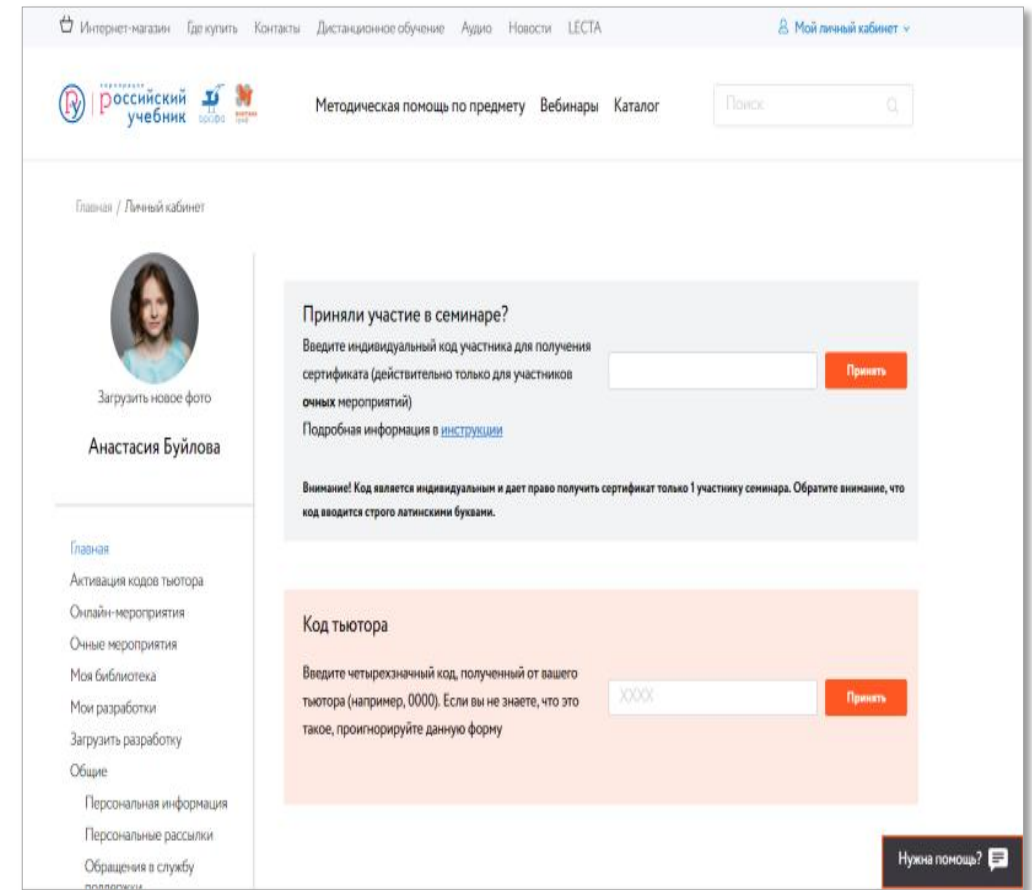 Интернет-магазин Где купить Контакты Дистанционное обучение Аудио Новости LECTA Мой личный кабинет
корпорация
российский
учебник
Методическая помощь по предмету Вебинары Каталог
Поиск
Главная / Личный кабинет
Загрузить новое фото
Анастасия Буйлова
Главная
Активация кодов тьютора
Онлайн-мероприятия
Очные мероприятия
Моя библиотека
Мои разработки
Загрузить разработку
Общие
Персональная информация
Персональные рассылки
Обращения в службу
поддержки
Приняли участие в семинаре?
Введите индивидуальный код участника для получения
сертификата (действительно только для участников
очных мероприятий)
Подробная информация в инструкции
Принять
Внимание! Код является индивидуальным и дает право получить сертификат только 1 участнику семинара. Обратите внимание, что
код вводится строго латинскими буквами.
Код тьютора
Введите четырехзначный код, полученный от вашего
тьютора (например, 0000). Если вы не знаете, что это
такое, проигнорируйте данную форму
XXXX
Принять
Нужна помощь?